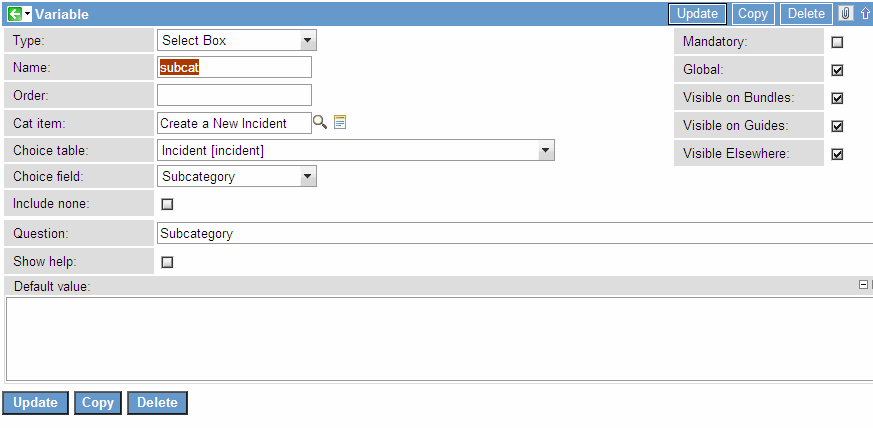 Variable Update Copy Delete
Type: Select Box Mandatory:
Name: subcat Global:
Order: Visible on Bundles:
Cat item: Create a New Incident Visible on Guides:
Choice table: Incident [incident] Visible Elsewhere:
Choice field: Subcategory
Include none:
Question: Subcategory
Show help:
Default value:
Update Copy Delete